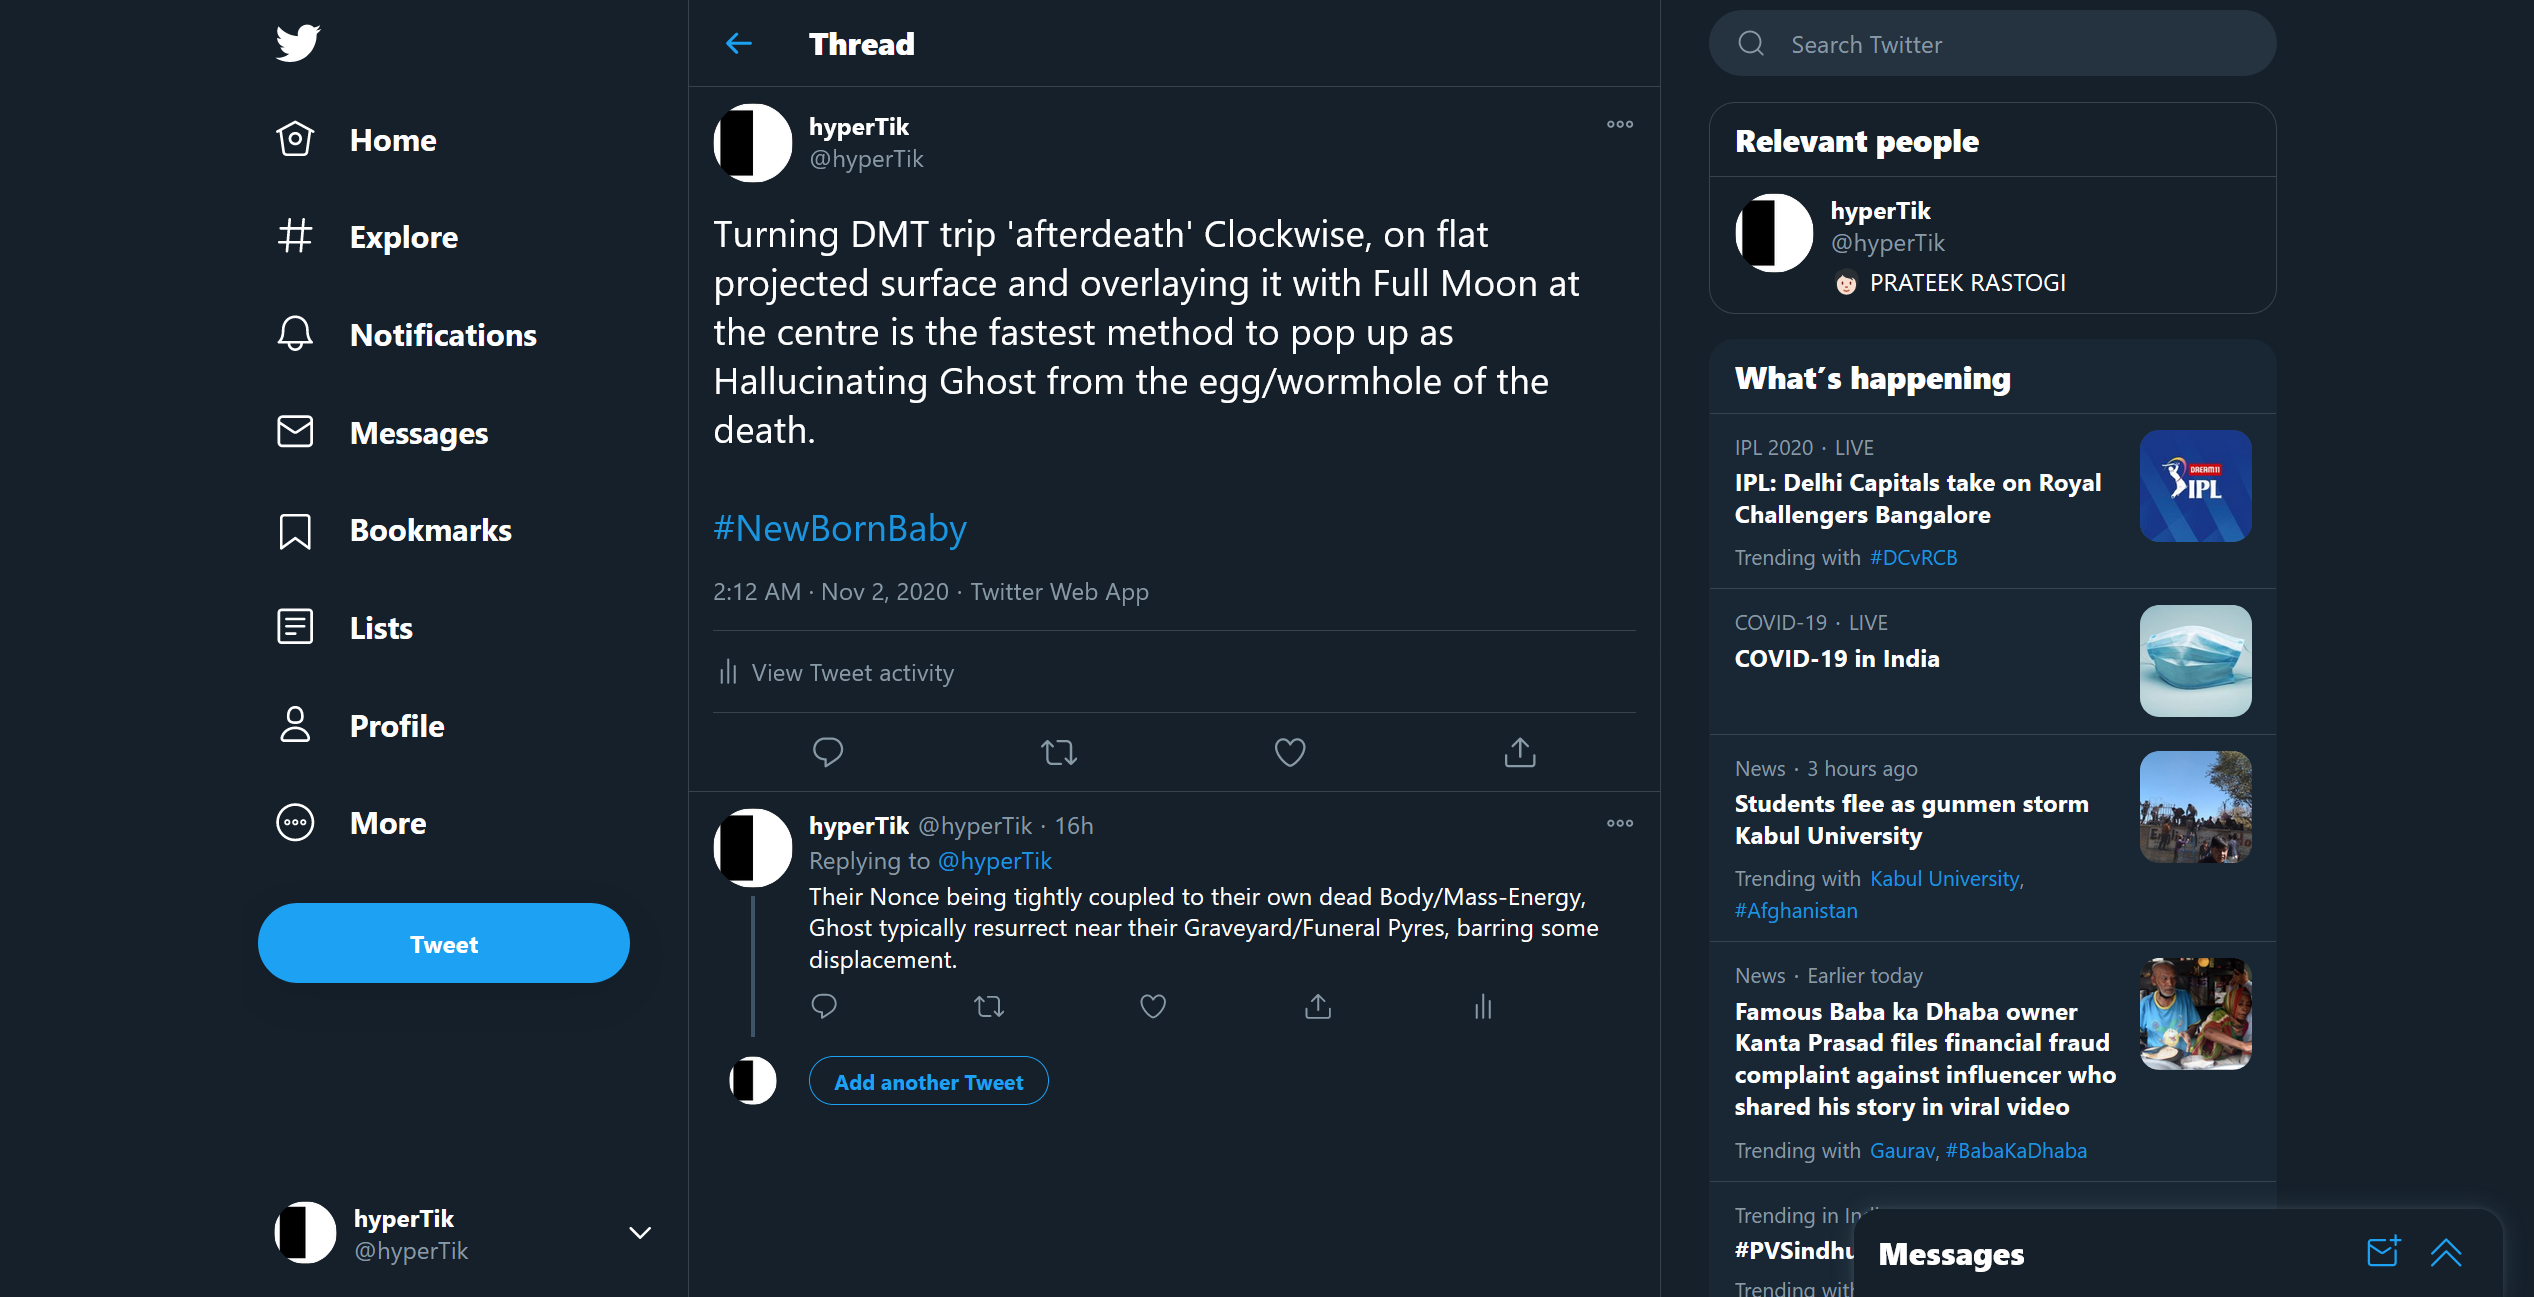 Home
Explore
Notifications
Messages
Bookmarks
Lists
Profile
More
Tweet
hyperTik
@hyperTik
Thread
hyperTik
@hyperTik
Turning DMT trip 'afterdeath' Clockwise, on flat
projected surface and overlaying it with Full Moon at
the centre is the fastest method to pop up as
Hallucinating Ghost from the egg/wormhole of the
death.
#NewBornBaby
2:12 AM · Nov 2, 2020 · Twitter Web App
View Tweet activity
hyperTik @hyperTik · 16h
Replying to @hyperTik
Their Nonce being tightly coupled to their own dead Body/Mass-Energy,
Ghost typically resurrect near their Graveyard/Funeral Pyres, barring some
displacement.
Add another Tweet
Search Twitter
Relevant people
hyperTik
@hyperTik
PRATEEK RASTOGI
What's happening
IPL 2020 · LIVE
IPL: Delhi Capitals take on Royal
Challengers Bangalore
Trending with #DCvRCB
DREAM11
IPL
COVID-19 · LIVE
COVID-19 in India
News · 3 hours ago
Students flee as gunmen storm
Kabul University
Trending with Kabul University,
#Afghanistan
News · Earlier today
Famous Baba ka Dhaba owner
Kanta Prasad files financial fraud
complaint against influencer who
shared his story in viral video
Trending with Gaurav, #BabaKaDhaba
Trending in
#PVSindhu
Trending with
Messages